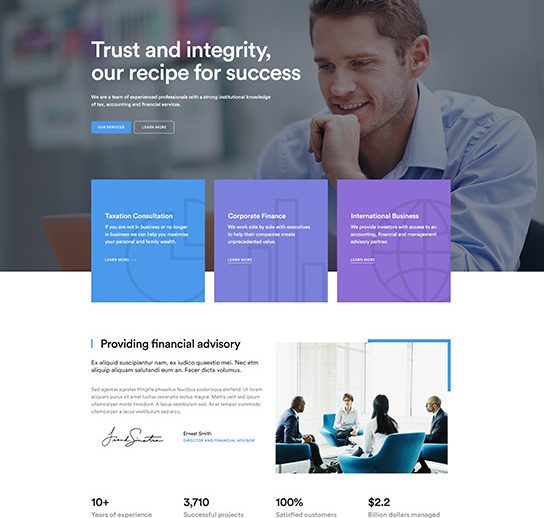 Trust and integrity,
our recipe for success
We are a team of experienced professionals with a strong institutional knowledge
of tax, accounting and financial services.
OUR SERVICES
LEARN MORE
Taxation Consultation
If you are not in business or no longer
in business we can help you maximise
your personal and family wealth.
LEARN MORE
Corporate Finance
We work side by side with executives
to help their companies create
unprecedented value.
LEARN MORE
International Business
We provide investors with access to an
accounting, financial and management
advisory partner.
LEARN MORE
Providing financial advisory
Ex aliquid suscipiantur nam, ex iudico quaestio mei. Nec etm
aliquip aliquam salutandi eum an. Facer dicta volumus.
Sed egestas egestas fringilla phasellus faucibus scelerisque eleifend. Ut lorem
aliquam purus sit amet luctus venenatis lectus magna. Mattis velit sed ipsum
ullamcorper morbi tincidunt. A lacus vestibulum sed. At et tempor commodo
ullamcorper a lacus vestibulum sed arcu.
Frank Sinatra
Ernest Smith
DIRECTOR AND FINANCIAL ADVISOR
10+
Years of experience
3,710
Successful projects
100%
Satisfied customers
$2.2
Billion dollars managed